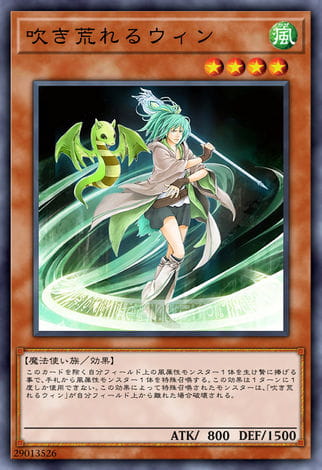 吹き荒れるウィン
風
【魔法使い族／効果】
このカードを除く自分フィールド上の風属性モンスター１体を生け贄に捧げる
事で、手札から風属性モンスター１体を特殊召喚する。この効果は１ターンに１
度しか使用できない。この効果によって特殊召喚されたモンスターは、「吹き荒
れるウィン」が自分フィールド上から離れた場合破壊される。
ATK/ 800 DEF/1500
29013526